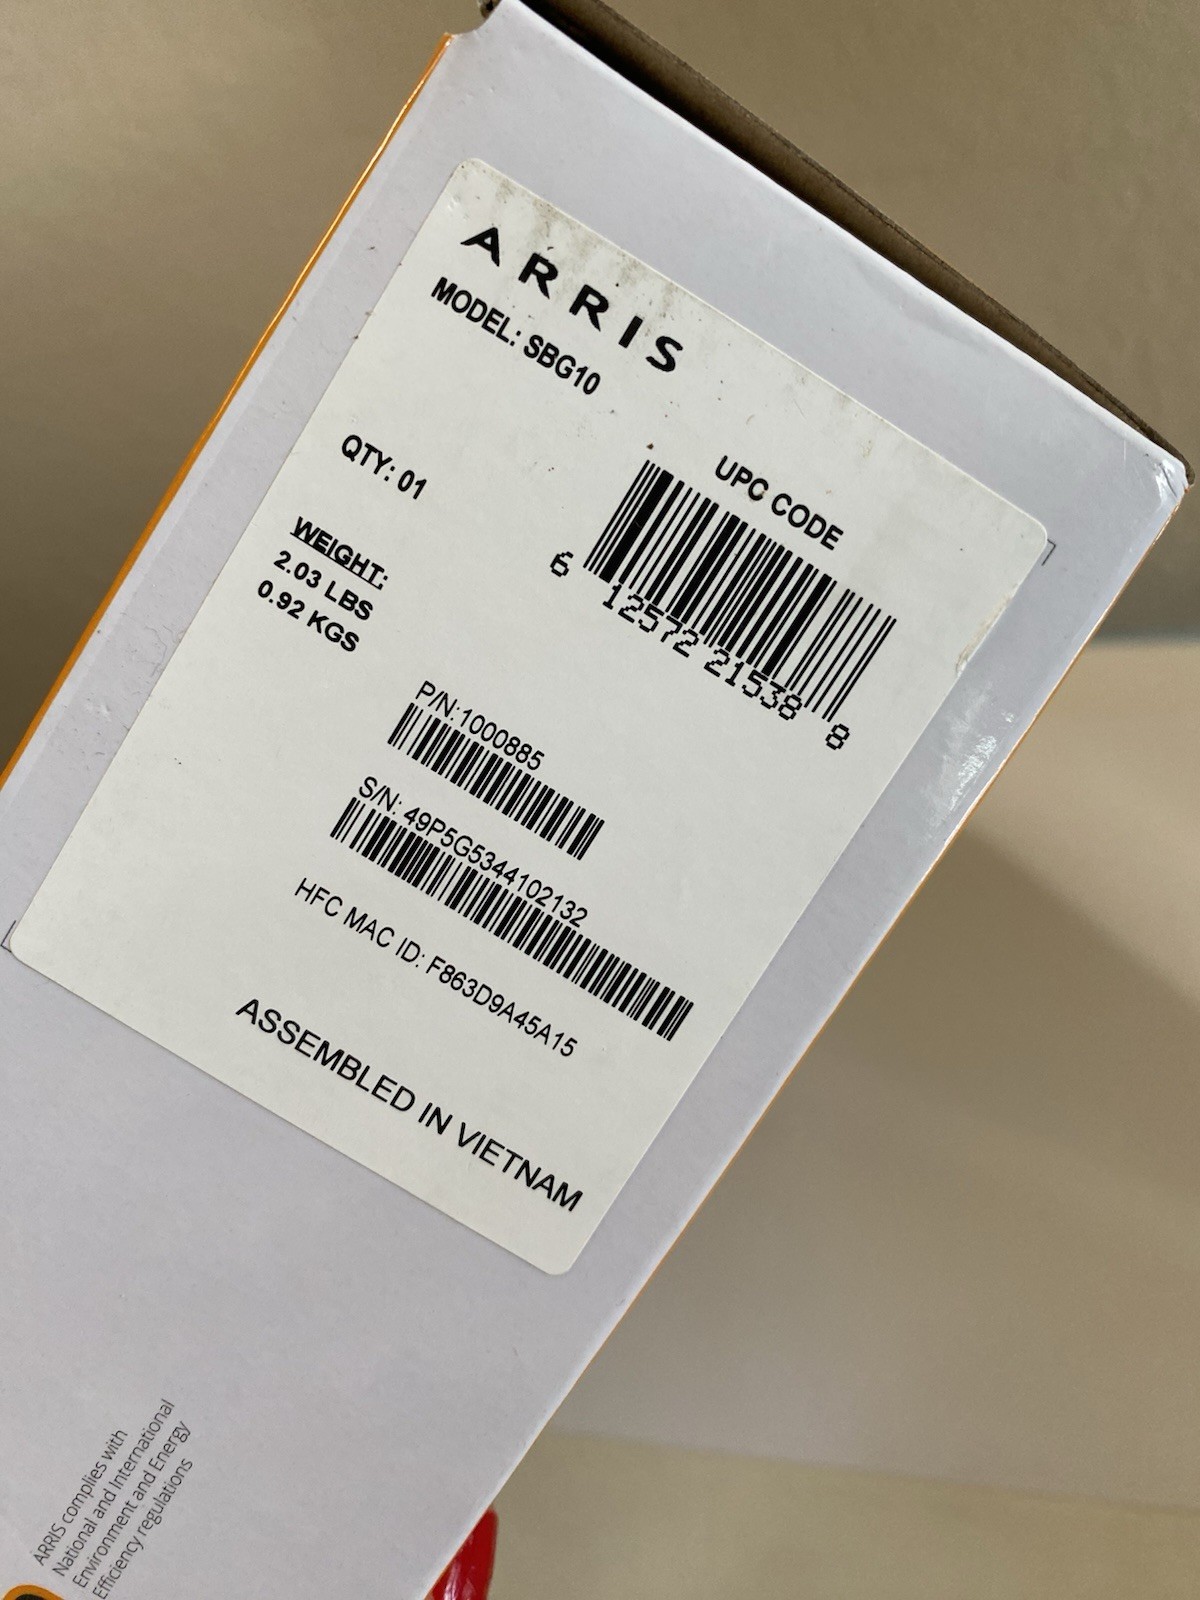 ARRIS
MODEL: SBG10
QTY: 01
UPC CODE
6 12572 21538 8
WEIGHT:
2.03 LBS
0.92 KGS
P/N:1000885
S/N: 49P5G5344102132
HFC MAC ID: F863D9A45A15
ASSEMBLED IN VIETNAM
ARRIS complies with
National and International
Environment and Energy
Efficiency regulations